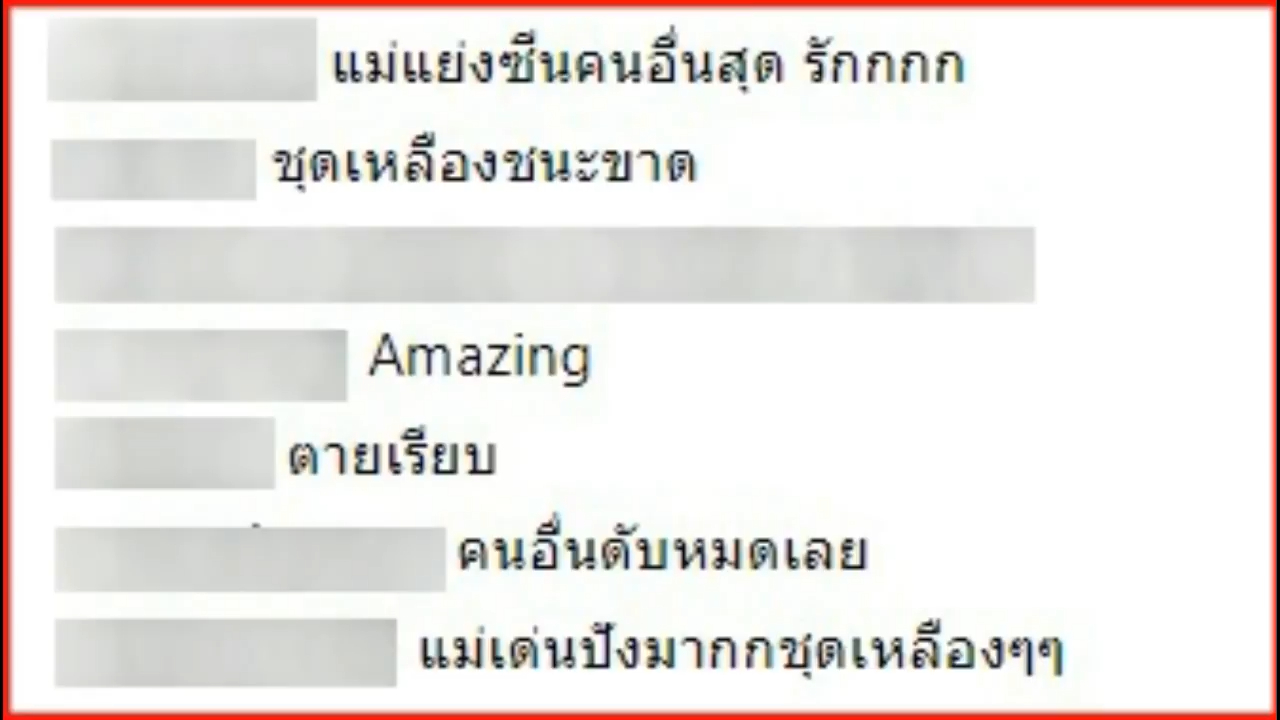 แม่แย่งซีนคนอื่นสุด รักกกก
ชุดเหลืองชนะขาด
Amazing
ตายเรียบ
คนอื่นดับหมดเลย
แม่เด่นปังมากกชุดเหลืองๆๆ